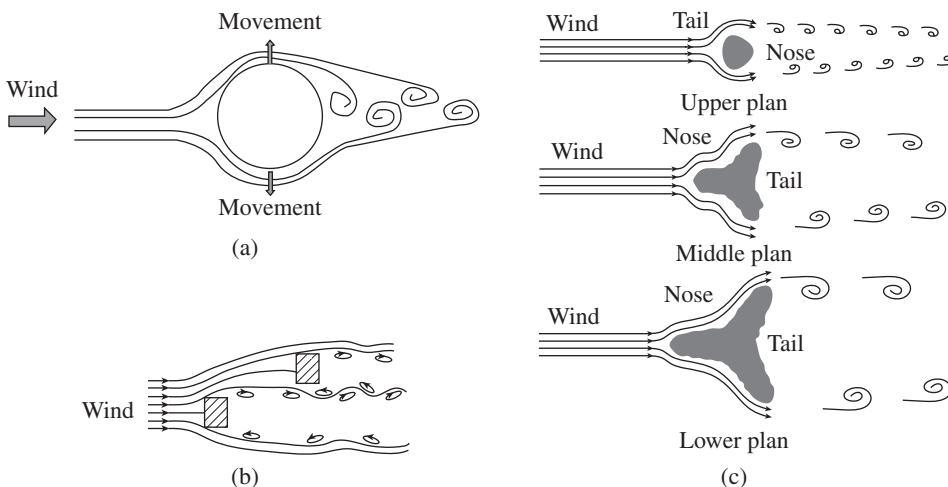 Movement
Wind
Movement
(a)
Wind
(b)
Wind
Tail
Nose
Upper plan
Nose
Wind
Tail
Middle plan
Nose
Wind
Tail
Lower plan
(c)